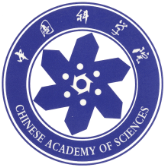 中国科学院
CHINESE ACADEMY OF SCIENCES